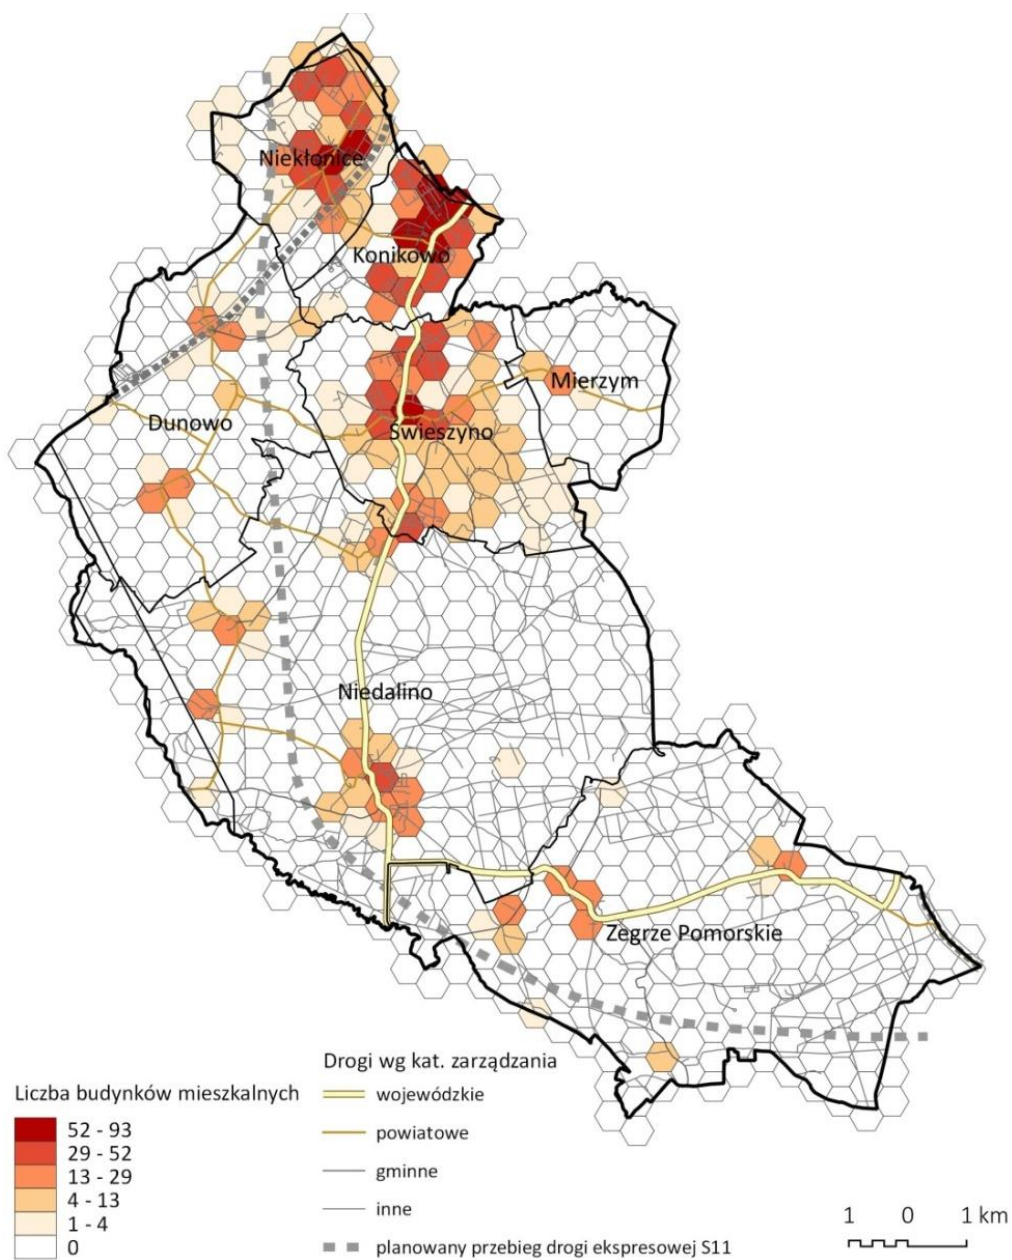 Niekłonice
Konikowo
Mierzym
Dunowo
Świeszyno
Niedalino
Zegrze Pomorskie
Liczba budynków mieszkalnych
52 - 93
29 - 52
13 - 29
4 - 13
1 - 4
0
Drogi wg kat. zarządzania
wojewódzkie
powiatowe
gminne
inne
planowany przebieg drogi ekspresowej S11
1 0 1 km